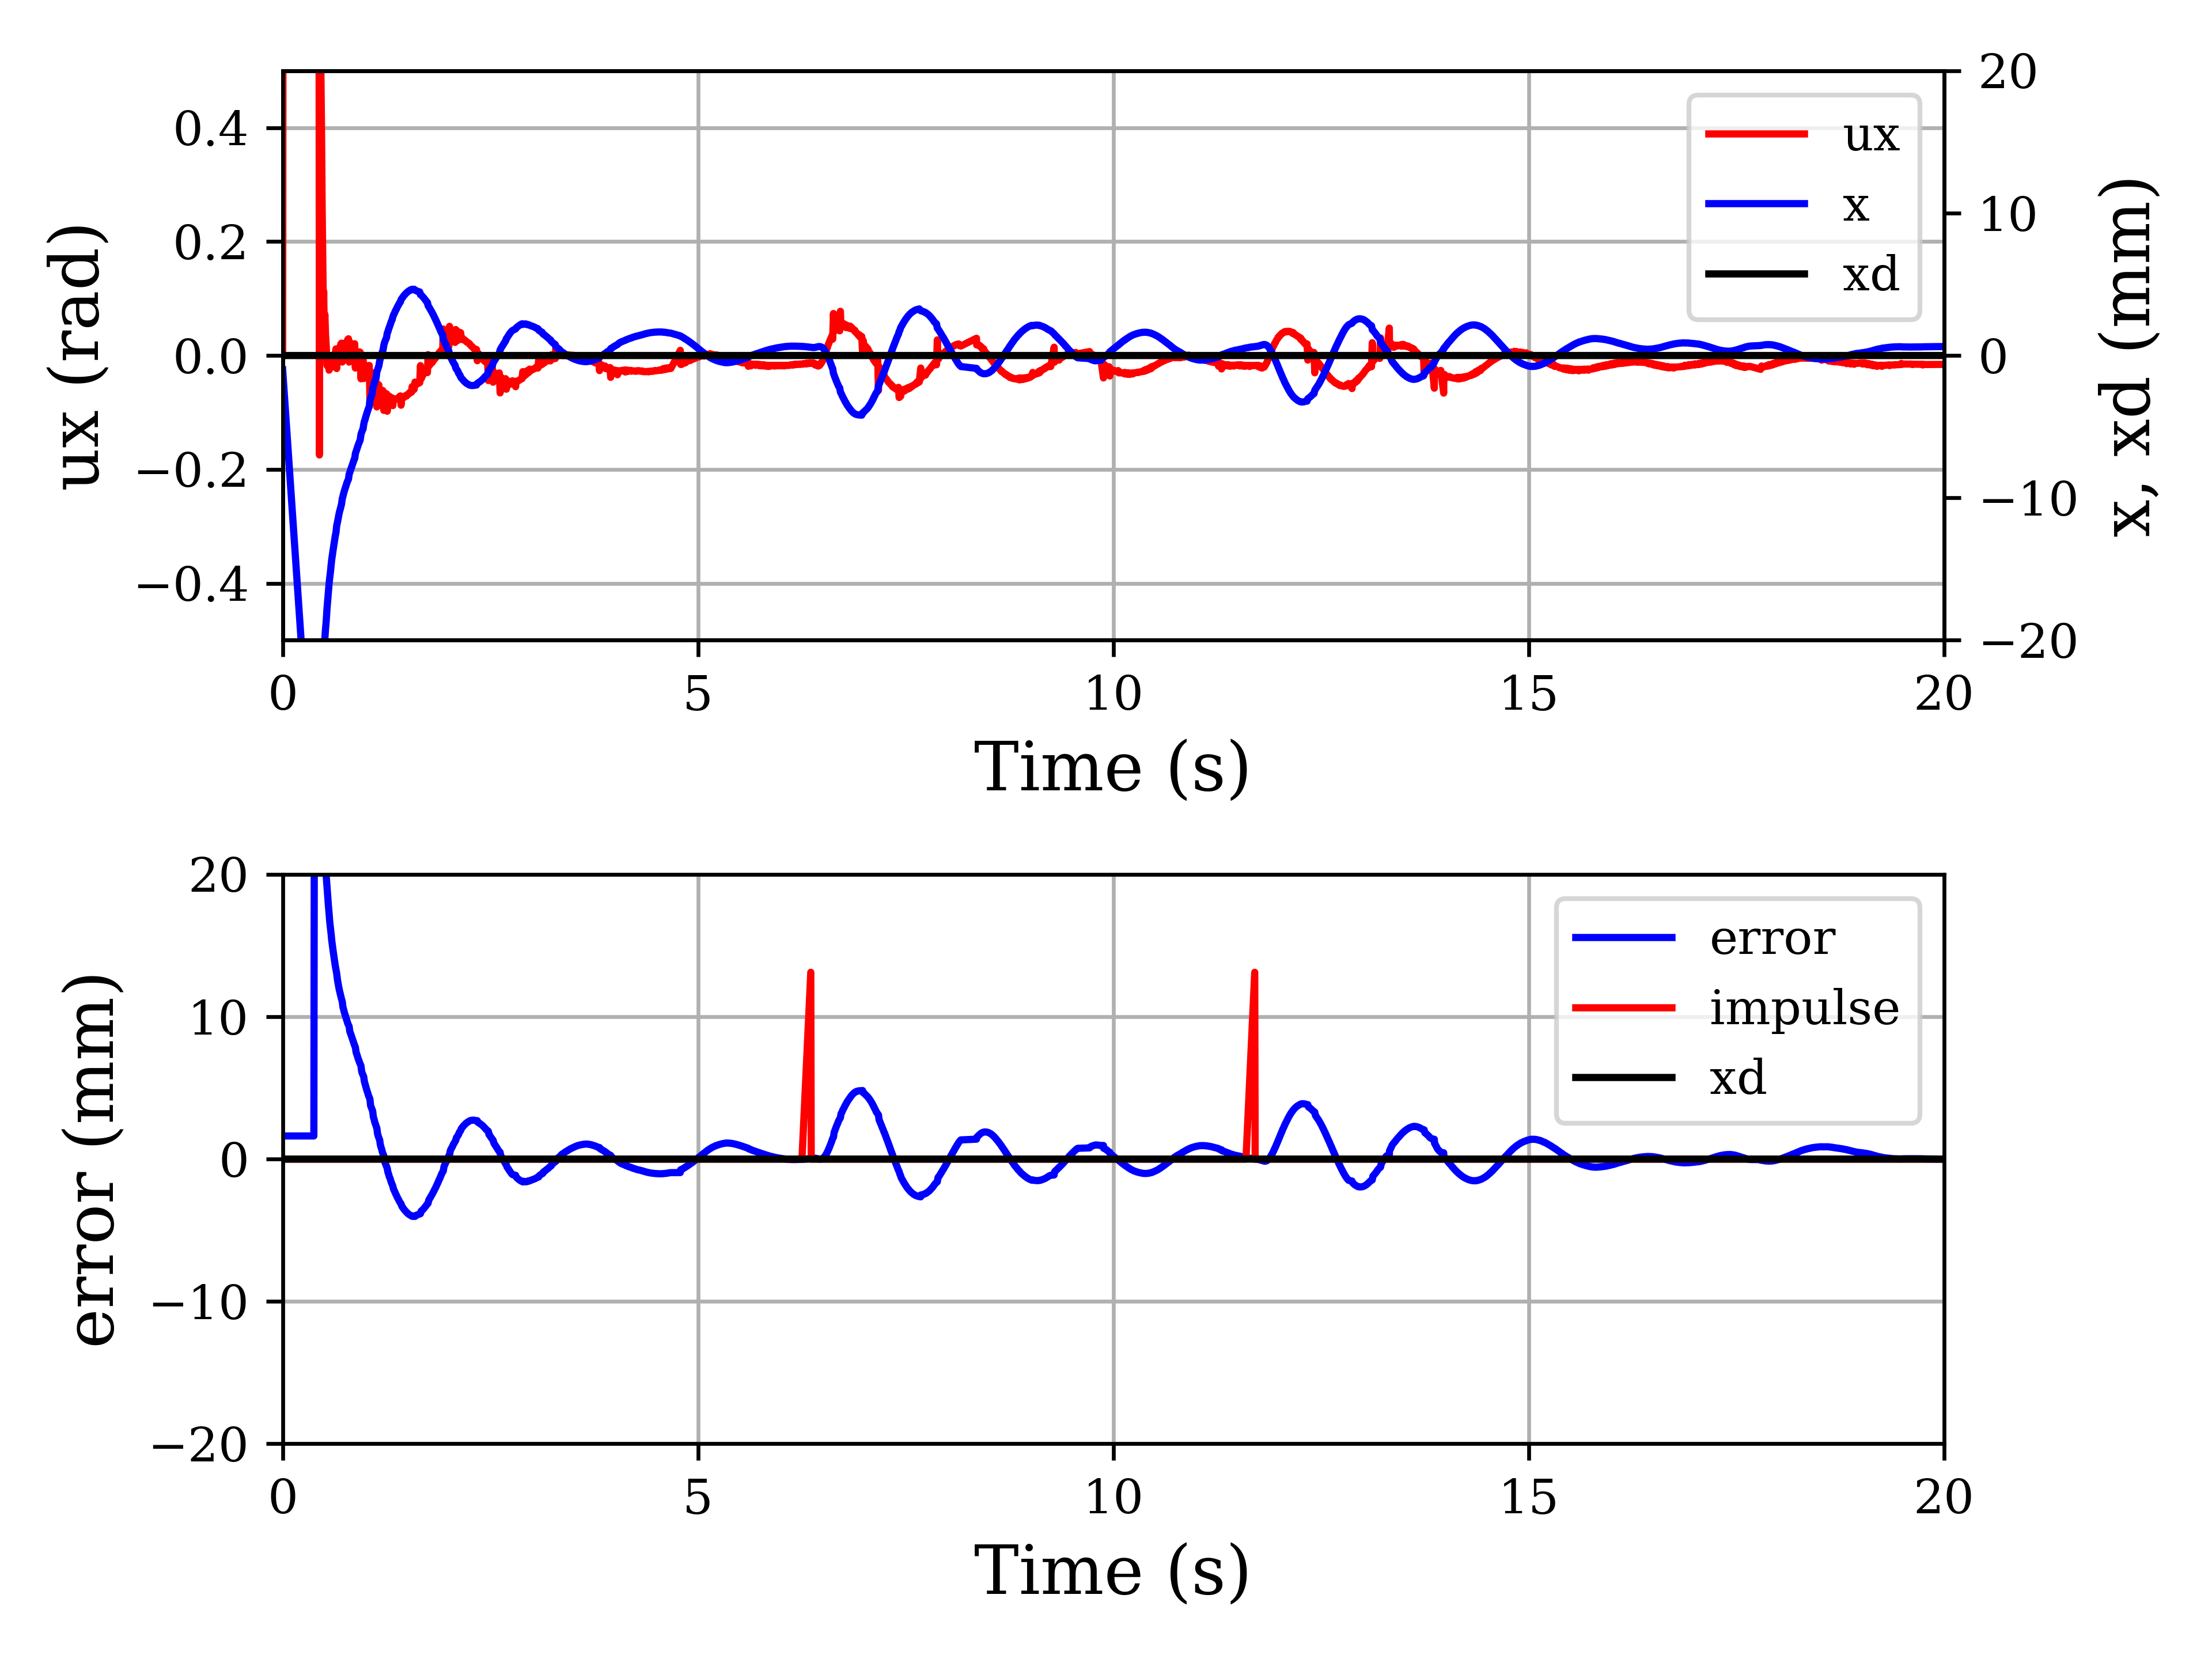 ux (rad)
0.4
0.2
0.0
−0.2
−0.4
20
10
0
−10
−20
x, xd (mm)
ux
x
xd
0 5 10 15 20
Time (s)
error (mm)
20
10
0
−10
−20
error
impulse
xd
0 5 10 15 20
Time (s)